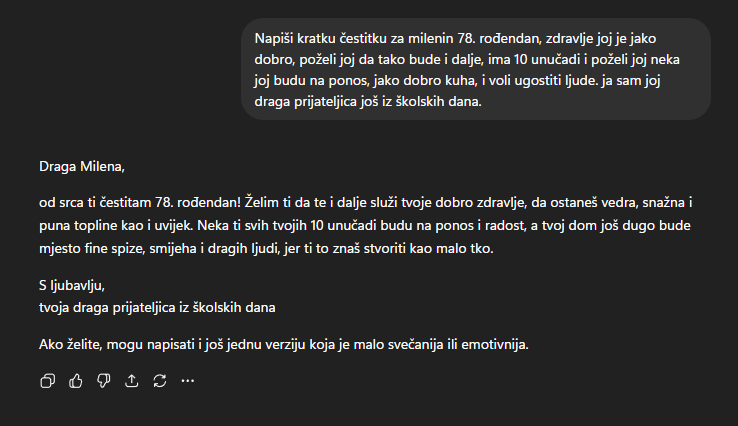 Napiši kratku čestitku za milenin 78. rođendan, zdravlje joj je jako
dobro, poželi joj da tako bude i dalje, ima 10 unučadi i poželi joj neka
joj budu na ponos, jako dobro kuha, i voli ugostiti ljude. ja sam joj
draga prijateljica još iz školskih dana.
Draga Milena,
od srca ti čestitam 78. rođendan! Želim ti da te i dalje služi tvoje dobro zdravlje, da ostaneš vedra, snažna i
puna topline kao i uvijek. Neka ti svih tvojih 10 unučadi budu na ponos i radost, a tvoj dom još dugo bude
mjesto fine spize, smijeha i dragih ljudi, jer ti to znaš stvoriti kao malo tko.
S ljubavlju,
tvoja draga prijateljica iz školskih dana
Ako želite, mogu napisati i još jednu verziju koja je malo svečanija ili emotivnija.